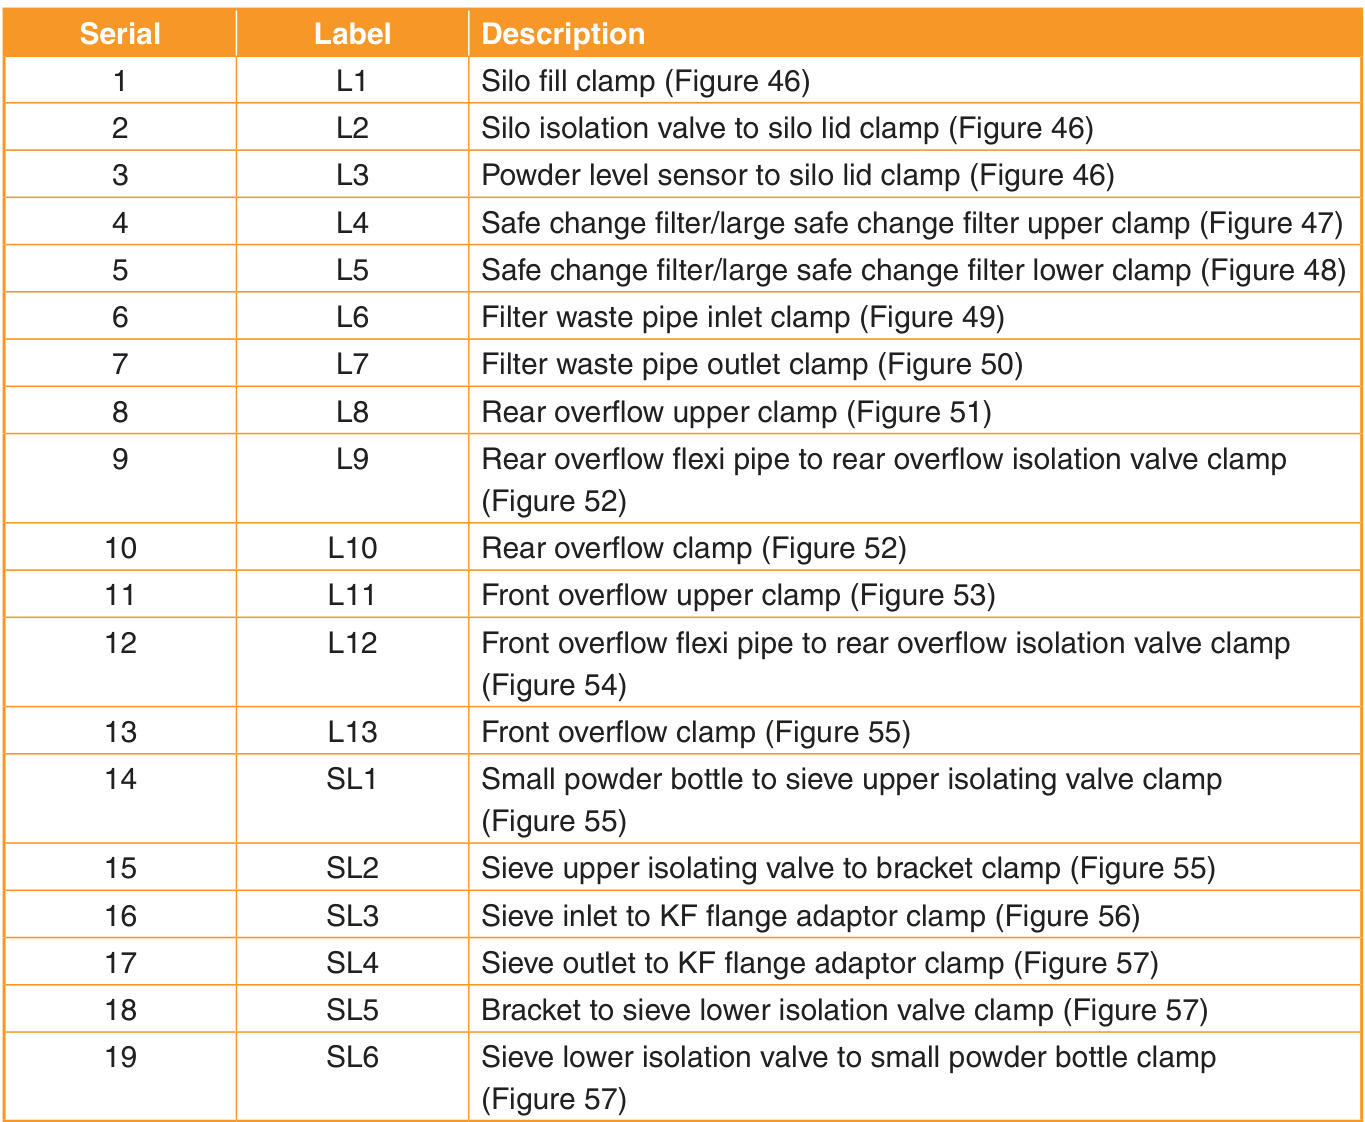 Serial Label Description
1 L1 Silo fill clamp (Figure 46)
2 L2 Silo isolation valve to silo lid clamp (Figure 46)
3 L3 Powder level sensor to silo lid clamp (Figure 46)
4 L4 Safe change filter/large safe change filter upper clamp (Figure 47)
5 L5 Safe change filter/large safe change filter lower clamp (Figure 48)
6 L6 Filter waste pipe inlet clamp (Figure 49)
7 L7 Filter waste pipe outlet clamp (Figure 50)
8 L8 Rear overflow upper clamp (Figure 51)
9 L9 Rear overflow flexi pipe to rear overflow isolation valve clamp
(Figure 52)
10 L10 Rear overflow clamp (Figure 52)
11 L11 Front overflow upper clamp (Figure 53)
12 L12 Front overflow flexi pipe to rear overflow isolation valve clamp
(Figure 54)
13 L13 Front overflow clamp (Figure 55)
14 SL1 Small powder bottle to sieve upper isolating valve clamp
(Figure 55)
15 SL2 Sieve upper isolating valve to bracket clamp (Figure 55)
16 SL3 Sieve inlet to KF flange adaptor clamp (Figure 56)
17 SL4 Sieve outlet to KF flange adaptor clamp (Figure 57)
18 SL5 Bracket to sieve lower isolation valve clamp (Figure 57)
19 SL6 Sieve lower isolation valve to small powder bottle clamp
(Figure 57)